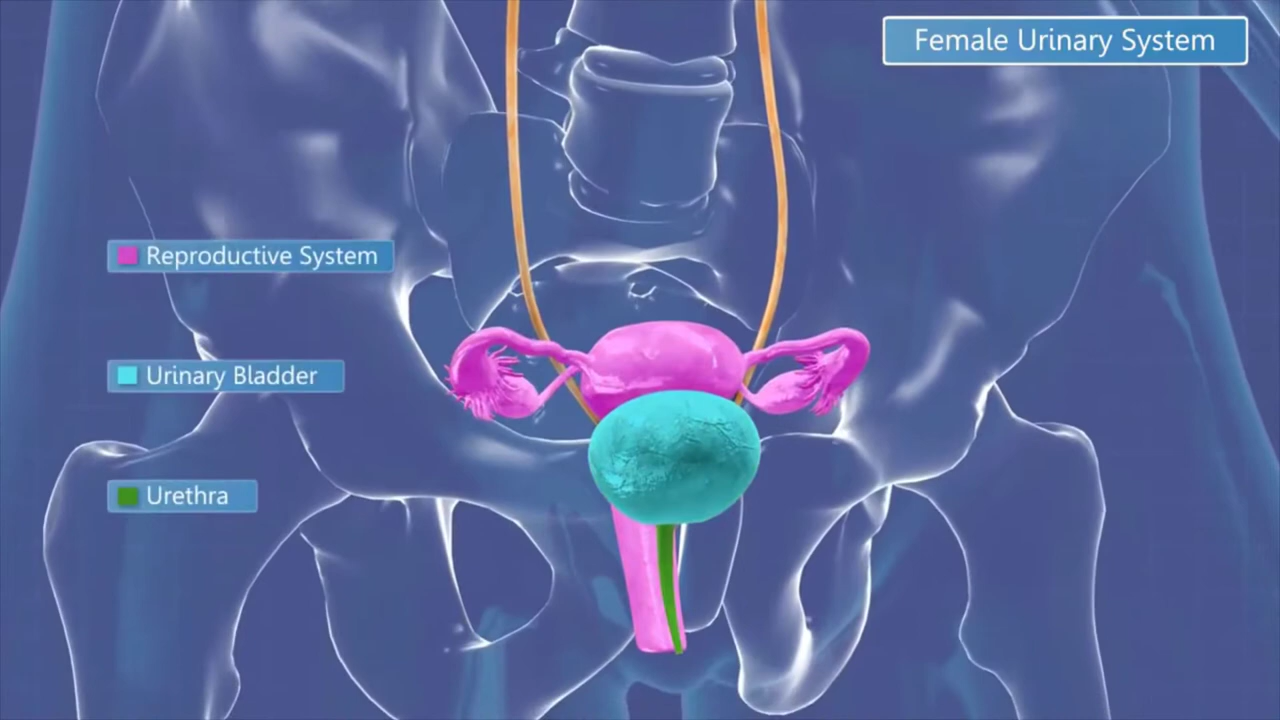 Female Urinary System
Reproductive System
Urinary Bladder
Urethra